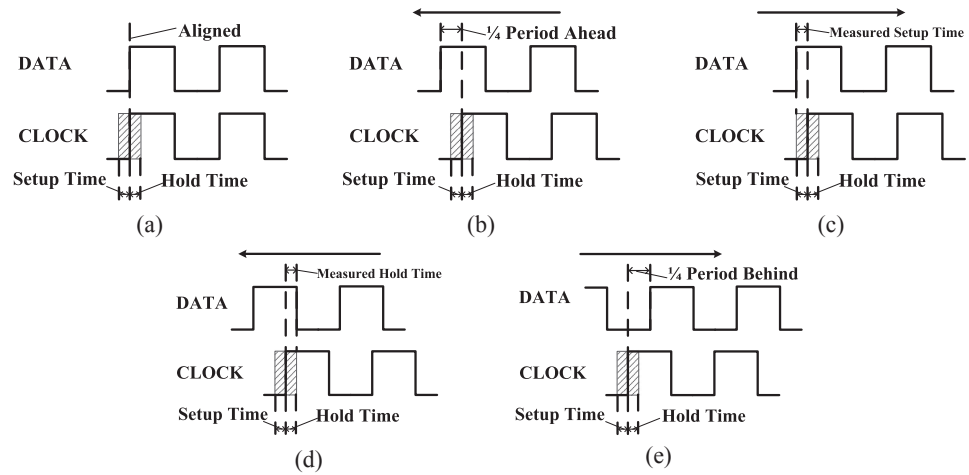 Aligned
DATA
CLOCK
Setup Time
Hold Time
(a)
¼ Period Ahead
DATA
CLOCK
Setup Time
Hold Time
(b)
Measured Setup Time
DATA
CLOCK
Setup Time
Hold Time
(c)
Measured Hold Time
DATA
CLOCK
Setup Time
Hold Time
(d)
¼ Period Behind
DATA
CLOCK
Setup Time
Hold Time
(e)